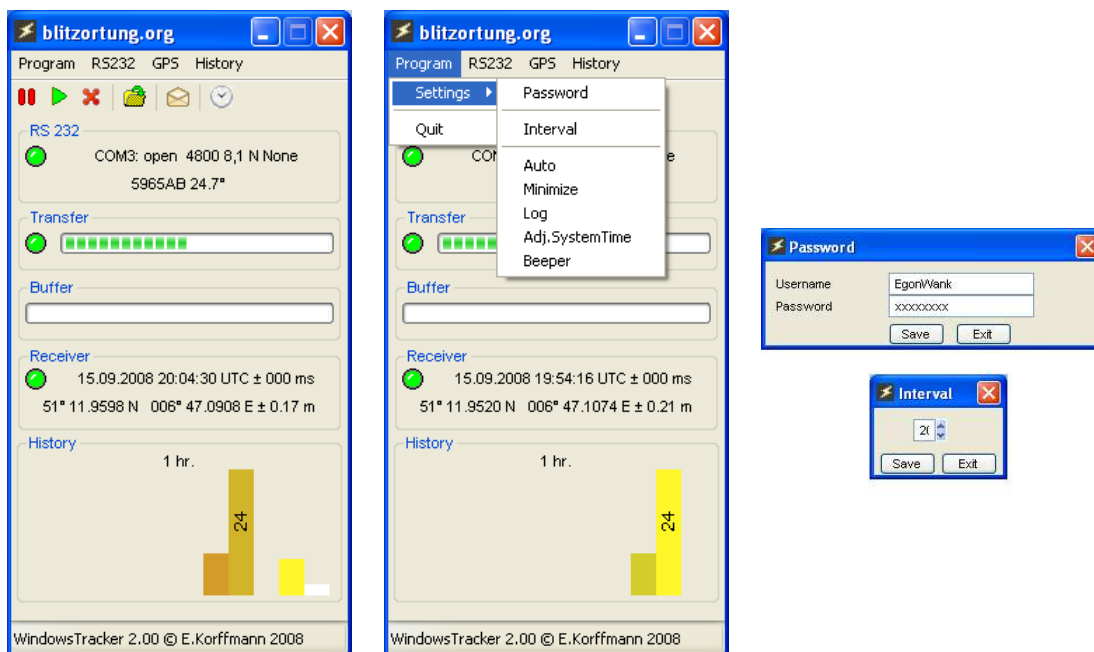 blitzortung.org
Program RS232 GPS History
RS 232
COM3: open 4800 8,1 N None
5965AB 24.7°
Transfer
Buffer
Receiver
15.09.2008 20:04:30 UTC ± 000 ms
51° 11.9598 N 006° 47.0908 E ± 0.17 m
History
1 hr.
24
WindowsTracker 2.00 © E.Korffmann 2008
blitzortung.org
Program RS232 GPS History
Settings
Quit
Password
Interval
Auto
Minimize
Log
Adj.SystemTime
Beeper
Transfer
Buffer
Receiver
15.09.2008 19:54:16 UTC ± 000 ms
51° 11.9520 N 006° 47.1074 E ± 0.21 m
History
1 hr.
24
WindowsTracker 2.00 © E.Korffmann 2008
Password
Username EgonWank
Password xxxxxxxx
Save Exit
Interval
Save Exit